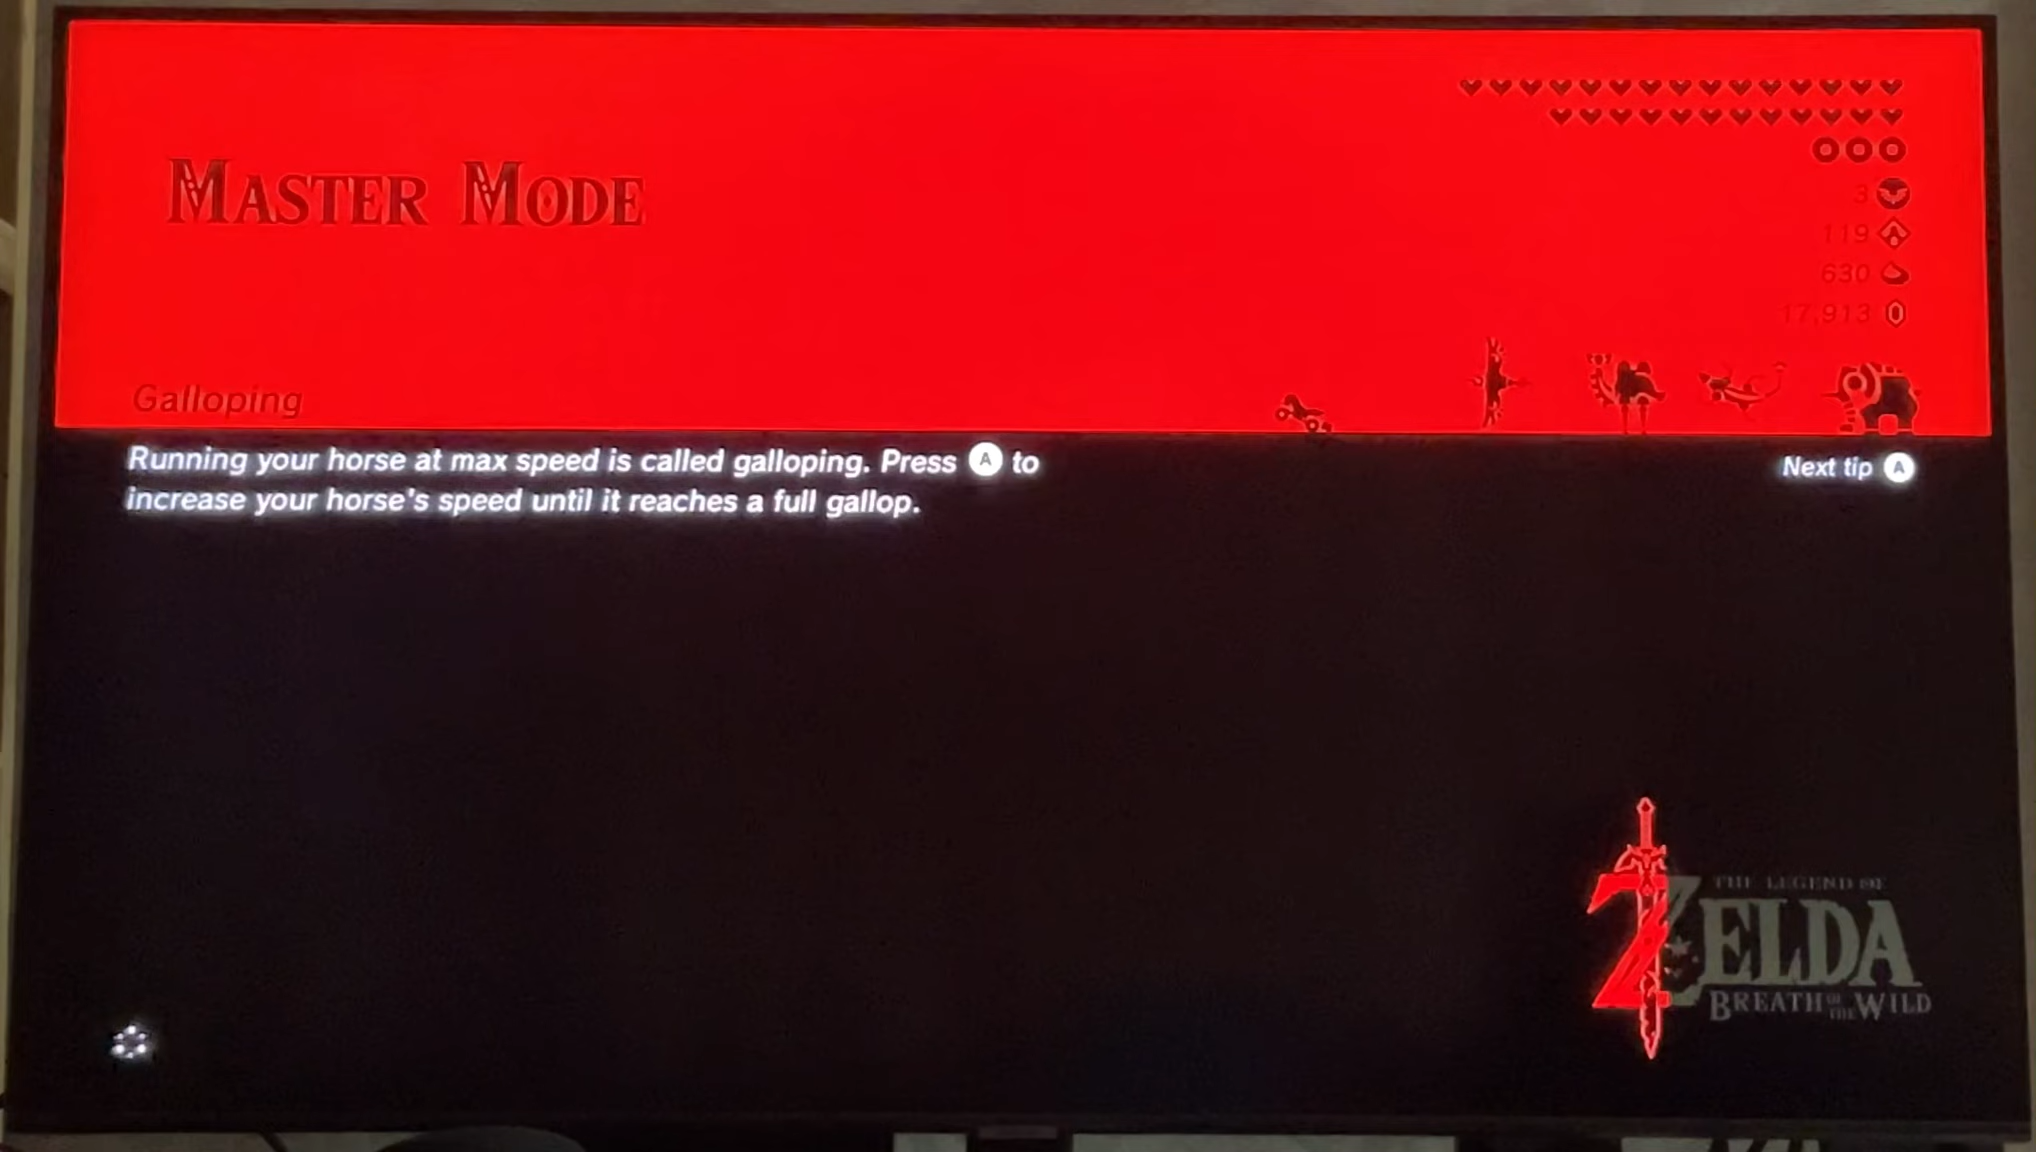 MASTER MODE
3
119
630
17,913
Galloping
Running your horse at max speed is called galloping. Press A to
increase your horse's speed until it reaches a full gallop.
Next tip A
THE LEGEND OF
ZELDA
BREATH OF THE WILD